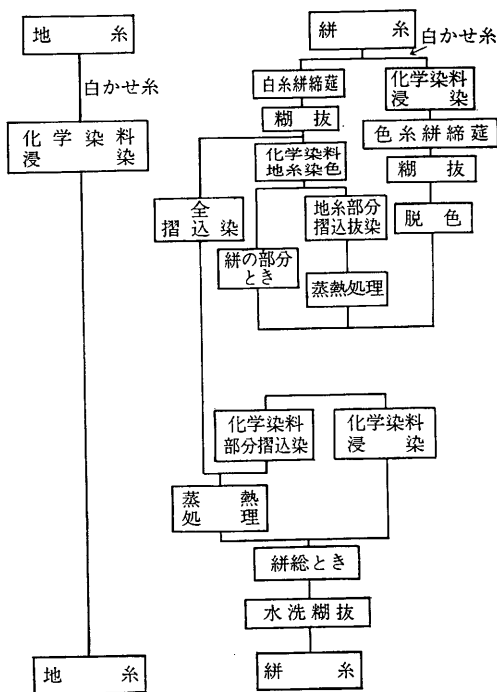 地糸
絣糸
白かせ糸
白かせ糸
白糸絣締莚
化学染料
浸染
糊抜
化学染料
浸染
色糸絣締莚
化学染料
地糸染色
糊抜
全
摺込染
地糸部分
摺込抜染
脱色
絣の部分
とき
蒸熱処理
化学染料
部分摺込染
化学染料
浸染
蒸熱
処理
絣総とき
水洗糊抜
地糸
絣糸